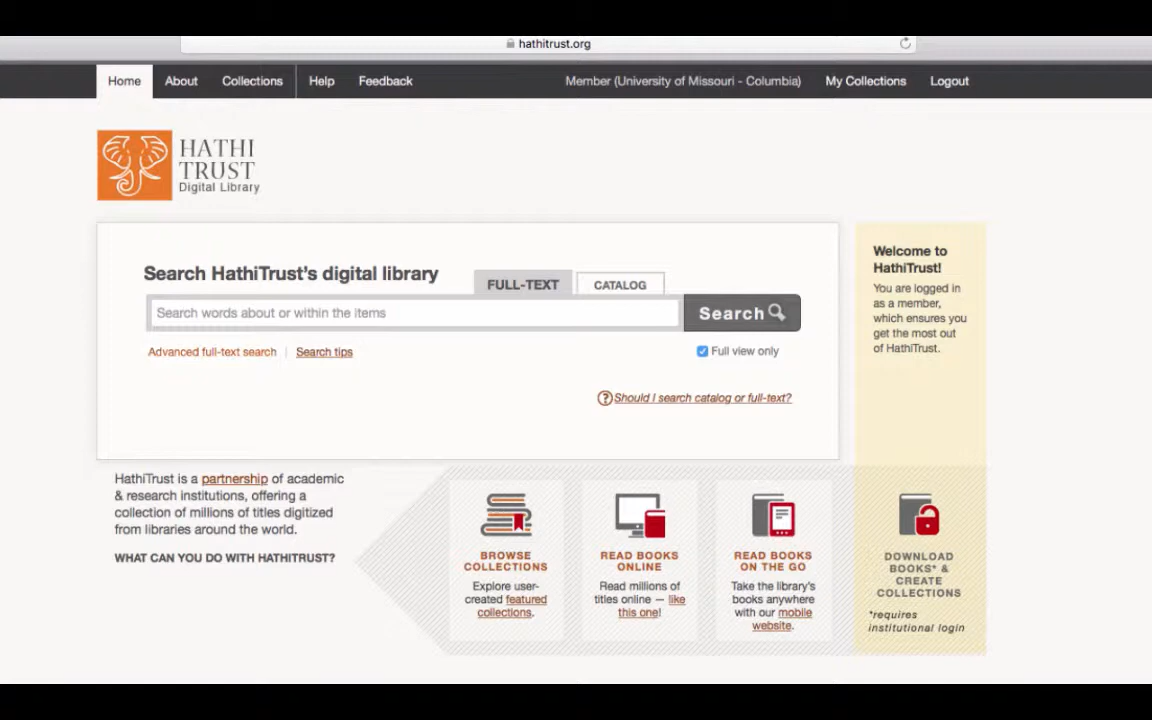 hathitrust.org
Home About Collections Help Feedback Member (University of Missouri - Columbia) My Collections Logout
HATHI
TRUST
Digital Library
Search HathiTrust's digital library
FULL-TEXT CATALOG
Search words about or within the items
Search
Advanced full-text search | Search tips
Full view only
Should I search catalog or full-text?
Welcome to
HathiTrust!
You are logged in
as a member,
which ensures you
get the most out
of HathiTrust.
HathiTrust is a partnership of academic
& research institutions, offering a
collection of millions of titles digitized
from libraries around the world.
WHAT CAN YOU DO WITH HATHITRUST?
BROWSE
COLLECTIONS
Explore user-
created featured
collections.
READ BOOKS
ONLINE
Read millions of
titles online — like
this one!
READ BOOKS
ON THE GO
Take the library's
books anywhere
with our mobile
website.
DOWNLOAD
BOOKS* &
CREATE
COLLECTIONS
*requires
institutional login